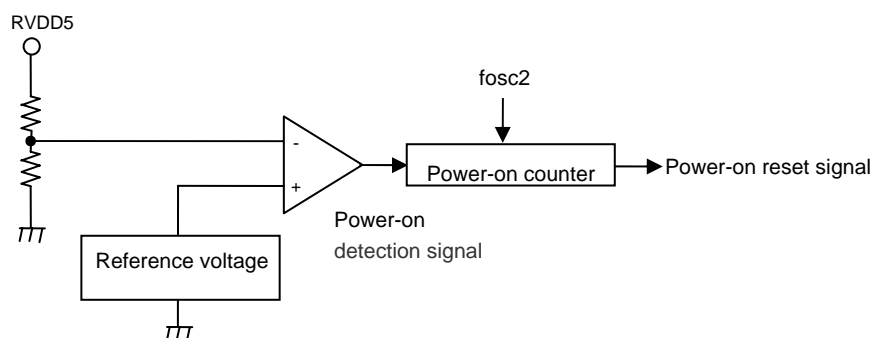 RVDD5
fosc2
-
+
Power-on counter
Power-on reset signal
Power-on
detection signal
Reference voltage